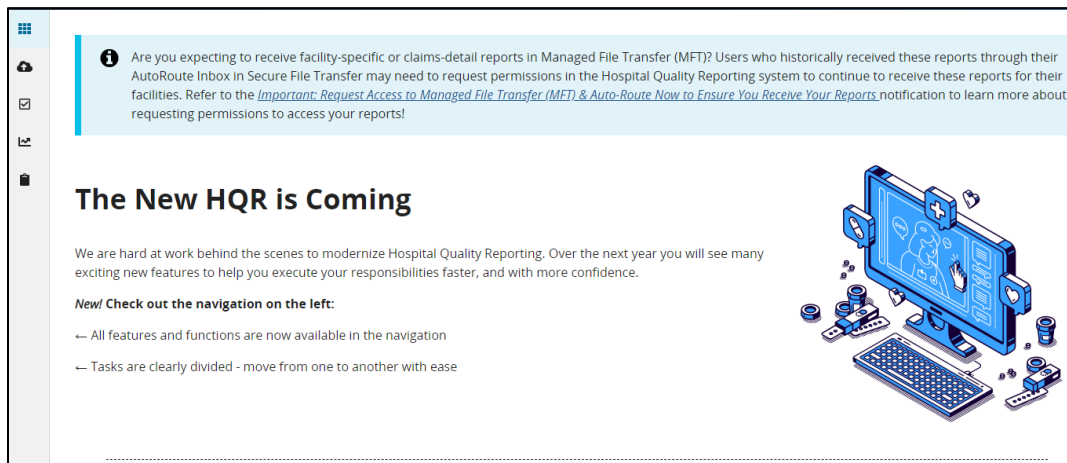 Are you expecting to receive facility-specific or claims-detail reports in Managed File Transfer (MFT)? Users who historically received these reports through their
AutoRoute Inbox in Secure File Transfer may need to request permissions in the Hospital Quality Reporting system to continue to receive these reports for their
facilities. Refer to the Important: Request Access to Managed File Transfer (MFT) & Auto-Route Now to Ensure You Receive Your Reports notification to learn more about
requesting permissions to access your reports!
The New HQR is Coming
We are hard at work behind the scenes to modernize Hospital Quality Reporting. Over the next year you will see many
exciting new features to help you execute your responsibilities faster, and with more confidence.
New! Check out the navigation on the left:
← All features and functions are now available in the navigation
← Tasks are clearly divided - move from one to another with ease